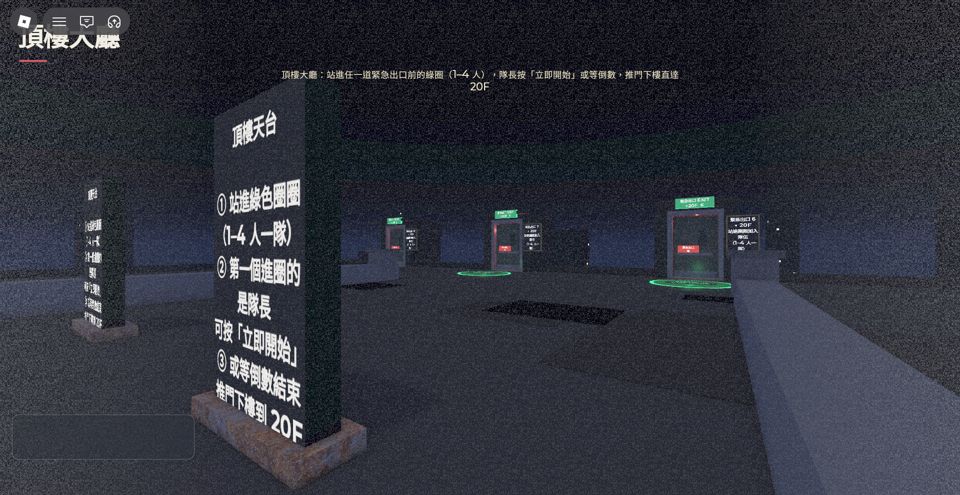 頂樓大廳
頂樓大廳：站進任一道緊急出口前的綠圈（1–4 人），隊長按「立即開始」或等倒數，推門下樓直達
20F
頂樓天台
① 站進綠色圈圈
（1–4 人一隊）
② 第一個進圈的
是隊長
可按「立即開始」
③ 或等倒數結束
推門下樓到 20F